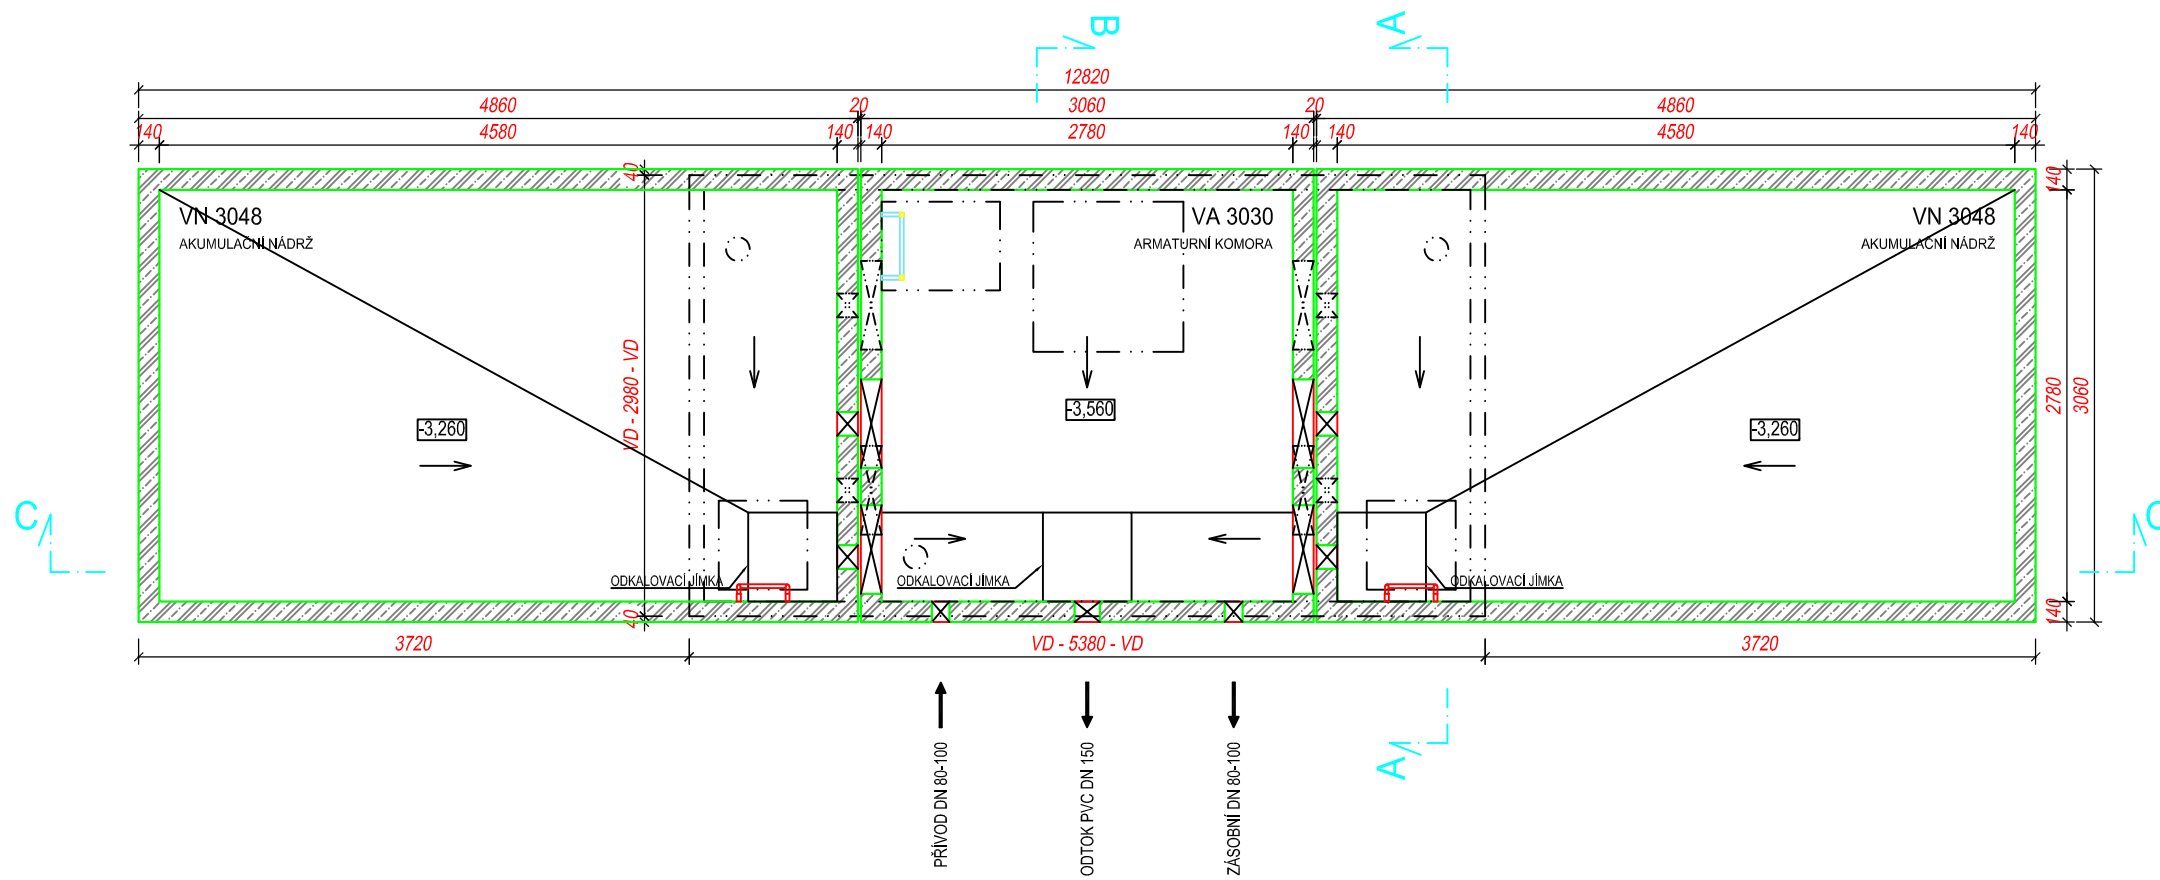 B
A
12820
4860
20
3060
20
4860
140
4580
140
140
2780
140
140
4580
140
40
140
VN 3048
AKUMULAČNÍ NÁDRŽ
VA 3030
ARMATURNÍ KOMORA
VN 3048
AKUMULAČNÍ NÁDRŽ
VD - 2980 - VD
2780
3060
-3,560
-3,260
-3,260
C
C
ODKALOVACÍ JÍMKA
ODKALOVACÍ JÍMKA
ODKALOVACÍ JÍMKA
40
140
3720
VD - 5380 - VD
3720
PŘÍVOD DN 80-100
ODTOK PVC DN 150
ZÁSOBNÍ DN 80-100
A